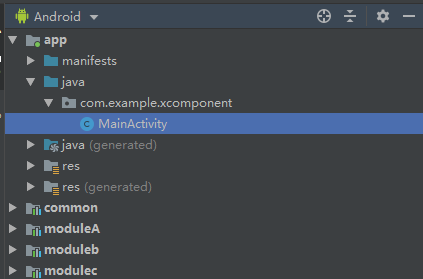 Android
app
manifests
java
com.example.xcomponent
C MainActivity
java (generated)
res
res (generated)
common
moduleA
moduleb
modulec